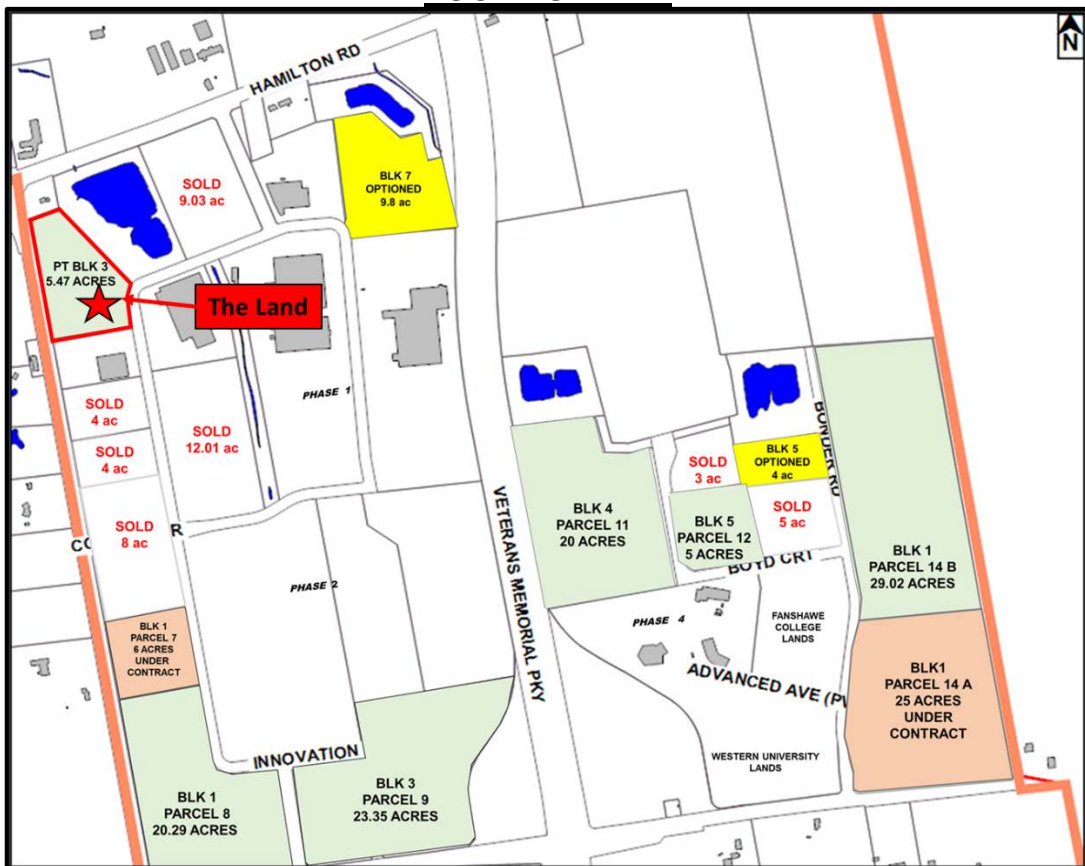 N
HAMILTON RD
SOLD
9.03 ac
BLK 7
OPTIONED
9.8 ac
PT BLK 3
5.47 ACRES
The Land
PHASE 1
SOLD
4 ac
SOLD
4 ac
SOLD
12.01 ac
SOLD
8 ac
CO
R
PHASE 2
VETERANS MEMORIAL PKY
BLK 4
PARCEL 11
20 ACRES
SOLD
3 ac
BLK 5
OPTIONED
4 ac
BONDER RD
BLK 5
PARCEL 12
5 ACRES
SOLD
5 ac
BOYD CRT
BLK 1
PARCEL 14 B
29.02 ACRES
BLK 1
PARCEL 7
6 ACRES
UNDER
CONTRACT
PHASE 4
FANSHAWE
COLLEGE
LANDS
ADVANCED AVE (PV
BLK1
PARCEL 14 A
25 ACRES
UNDER
CONTRACT
WESTERN UNIVERSITY
LANDS
INNOVATION
BLK 1
PARCEL 8
20.29 ACRES
BLK 3
PARCEL 9
23.35 ACRES